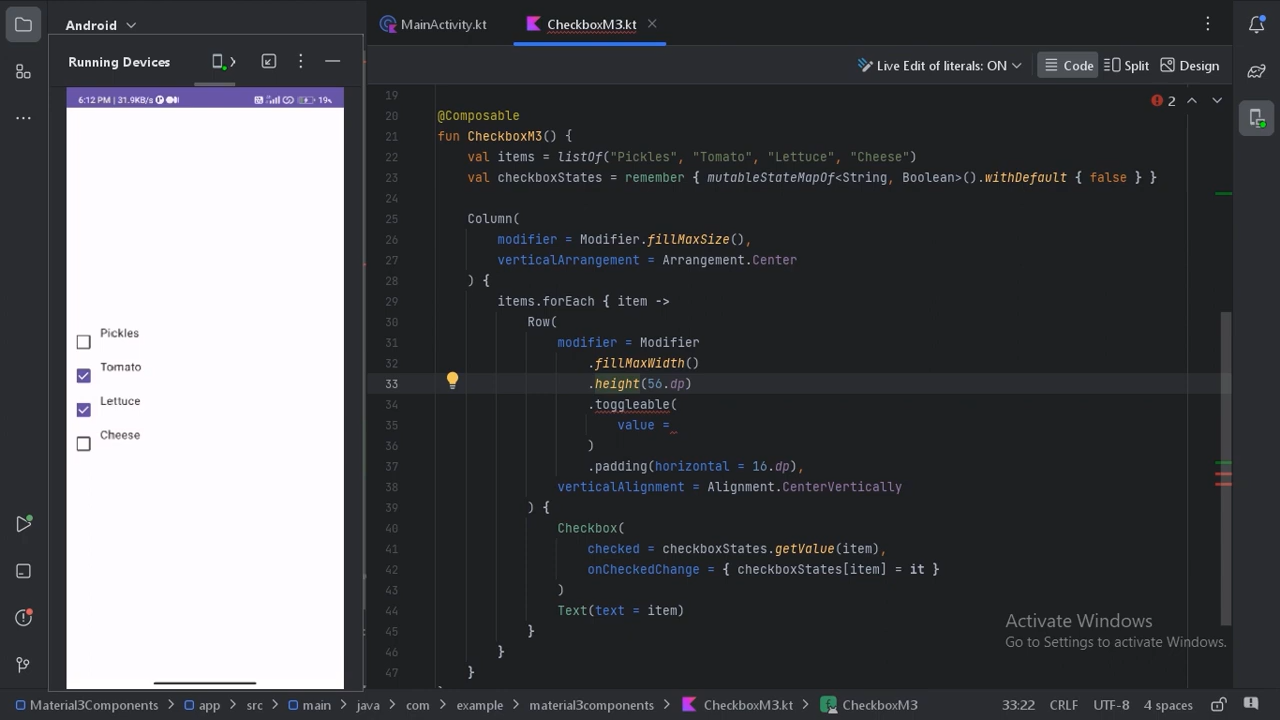 Android
MainActivity.kt
CheckboxM3.kt
Running Devices
Live Edit of literals: ON
Code
Split
Design
6:12 PM | 31.9KB/s
19%
Pickles
Tomato
Lettuce
Cheese
2
19
20 @Composable
21 fun CheckboxM3() {
22 val items = listOf("Pickles", "Tomato", "Lettuce", "Cheese")
23 val checkboxStates = remember { mutableStateMapOf<String, Boolean>().withDefault { false } }
24
25 Column(
26 modifier = Modifier.fillMaxSize(),
27 verticalArrangement = Arrangement.Center
28 ) {
29 items.forEach { item ->
30 Row(
31 modifier = Modifier
32 .fillMaxWidth()
33 .height(56.dp)
34 .toggleable(
35 value =
36 )
37 .padding(horizontal = 16.dp),
38 verticalAlignment = Alignment.CenterVertically
39 ) {
40 Checkbox(
41 checked = checkboxStates.getValue(item),
42 onCheckedChange = { checkboxStates[item] = it }
43 )
44 Text(text = item)
45 }
46 }
47 }
Activate Windows
Go to Settings to activate Windows.
Material3Components
app
src
main
java
com
example
material3components
CheckboxM3.kt
CheckboxM3
33:22
CRLF
UTF-8
4 spaces